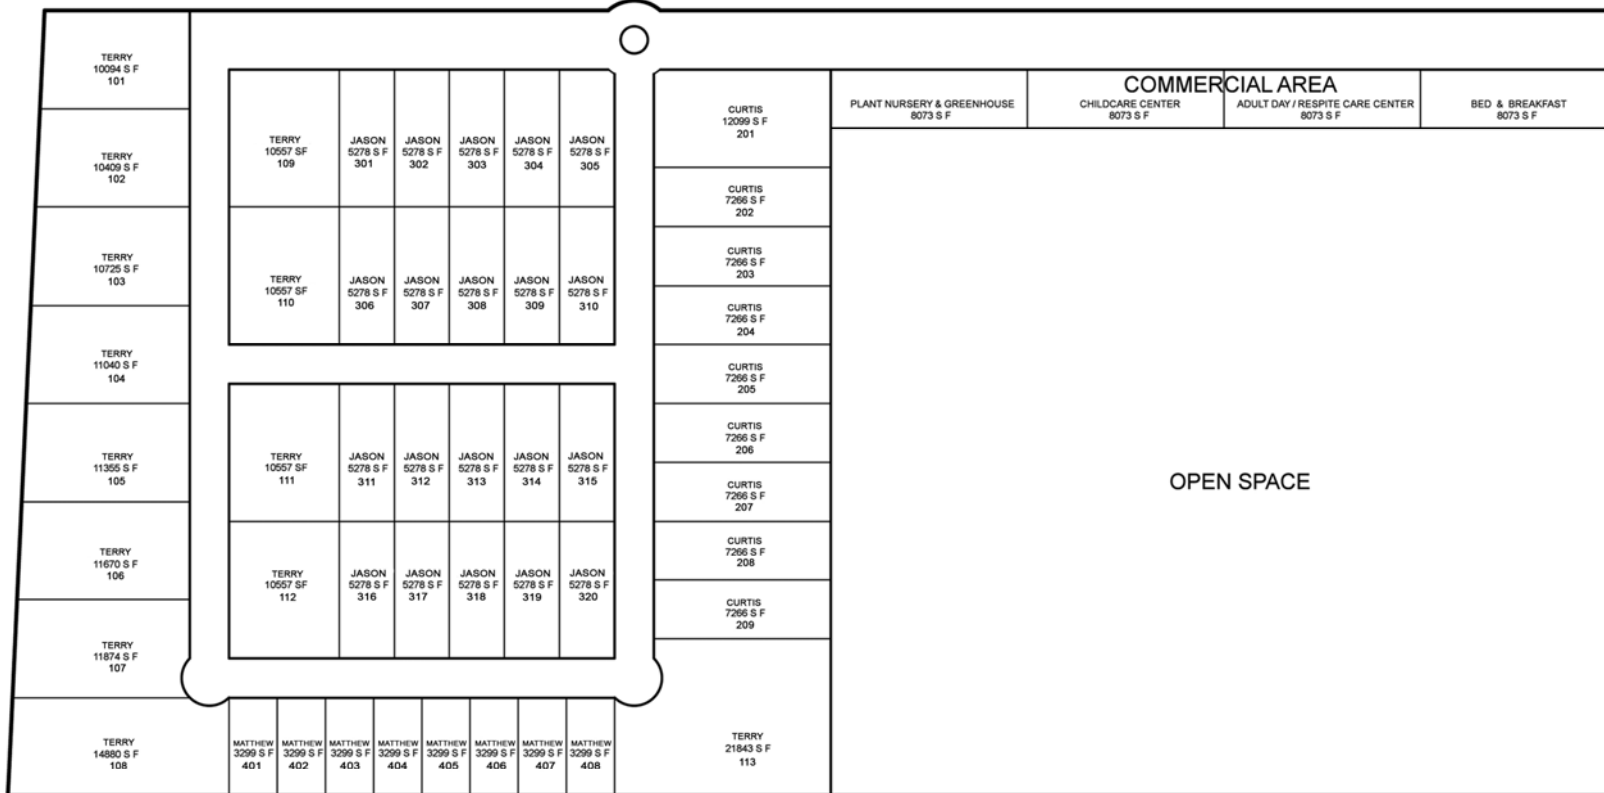 TERRY
10094 S F
101
TERRY
10409 S F
102
TERRY
10725 S F
103
TERRY
11040 S F
104
TERRY
11355 S F
105
TERRY
11670 S F
106
TERRY
11874 S F
107
TERRY
14880 S F
108
TERRY
10557 SF
109
JASON
5278 S F
301
JASON
5278 S F
302
JASON
5278 S F
303
JASON
5278 S F
304
JASON
5278 S F
305
TERRY
10557 SF
110
JASON
5278 S F
306
JASON
5278 S F
307
JASON
5278 S F
308
JASON
5278 S F
309
JASON
5278 S F
310
TERRY
10557 SF
111
JASON
5278 S F
311
JASON
5278 S F
312
JASON
5278 S F
313
JASON
5278 S F
314
JASON
5278 S F
315
TERRY
10557 SF
112
JASON
5278 S F
316
JASON
5278 S F
317
JASON
5278 S F
318
JASON
5278 S F
319
JASON
5278 S F
320
MATTHEW
3299 S F
401
MATTHEW
3299 S F
402
MATTHEW
3299 S F
403
MATTHEW
3299 S F
404
MATTHEW
3299 S F
405
MATTHEW
3299 S F
406
MATTHEW
3299 S F
407
MATTHEW
3299 S F
408
CURTIS
12099 S F
201
CURTIS
7266 S F
202
CURTIS
7266 S F
203
CURTIS
7266 S F
204
CURTIS
7266 S F
205
CURTIS
7266 S F
206
CURTIS
7266 S F
207
CURTIS
7266 S F
208
CURTIS
7266 S F
209
TERRY
21843 S F
113
COMMERCIAL AREA
PLANT NURSERY & GREENHOUSE
8073 S F
CHILDCARE CENTER
8073 S F
ADULT DAY / RESPITE CARE CENTER
8073 S F
BED & BREAKFAST
8073 S F
OPEN SPACE